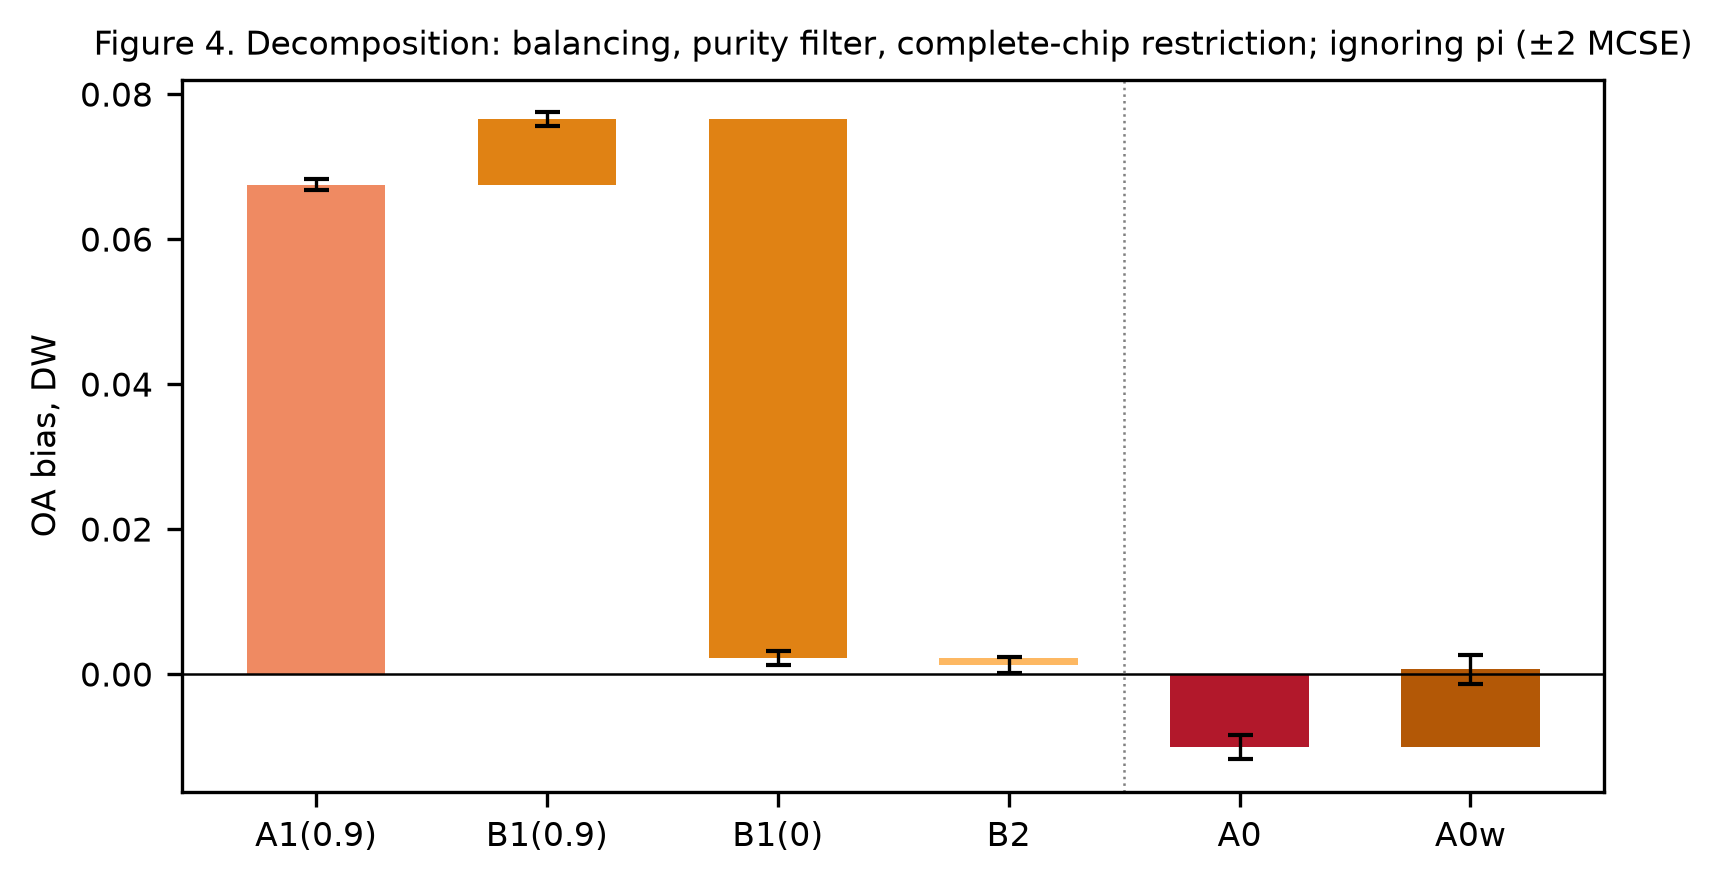 Figure 4. Decomposition: balancing, purity filter, complete-chip restriction; ignoring pi (±2 MCSE)
0.08
0.06
0.04
0.02
0.00
OA bias, DW
A1(0.9)
B1(0.9)
B1(0)
B2
A0
A0w